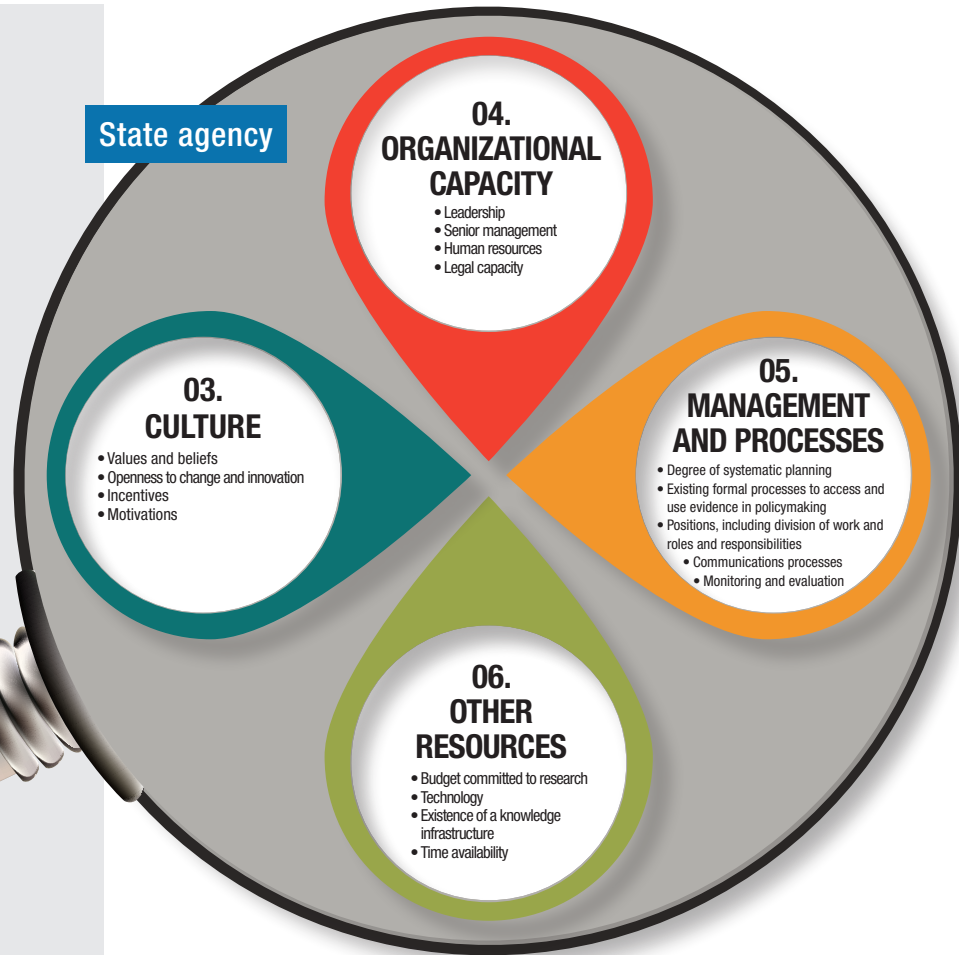 State agency
04.
ORGANIZATIONAL
CAPACITY
• Leadership
• Senior management
• Human resources
• Legal capacity
03.
CULTURE
• Values and beliefs
• Openness to change and innovation
• Incentives
• Motivations
05.
MANAGEMENT
AND PROCESSES
• Degree of systematic planning
• Existing formal processes to access and
use evidence in policymaking
• Positions, including division of work and
roles and responsibilities
• Communications processes
• Monitoring and evaluation
06.
OTHER
RESOURCES
• Budget committed to research
• Technology
• Existence of a knowledge
infrastructure
• Time availability